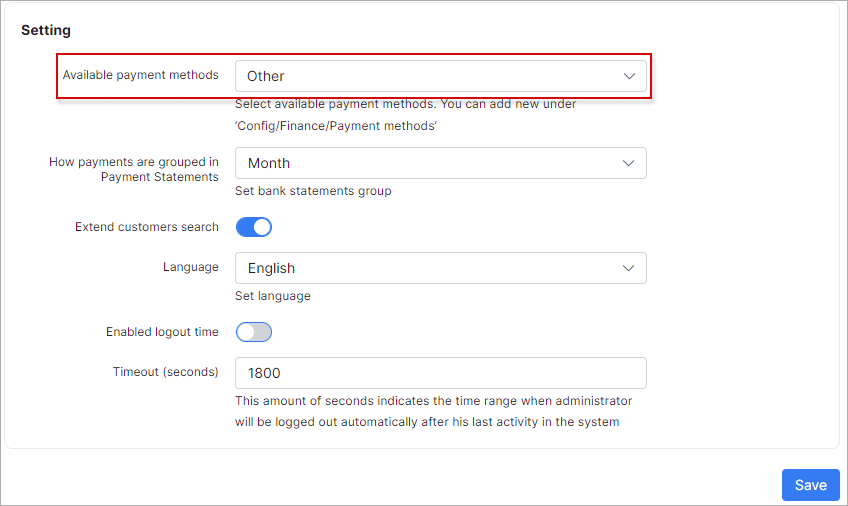 Setting
Available payment methods
Other
Select available payment methods. You can add new under
'Config/Finance/Payment methods'
How payments are grouped in
Payment Statements
Month
Set bank statements group
Extend customers search
Language
English
Set language
Enabled logout time
Timeout (seconds)
1800
This amount of seconds indicates the time range when administrator
will be logged out automatically after his last activity in the system
Save